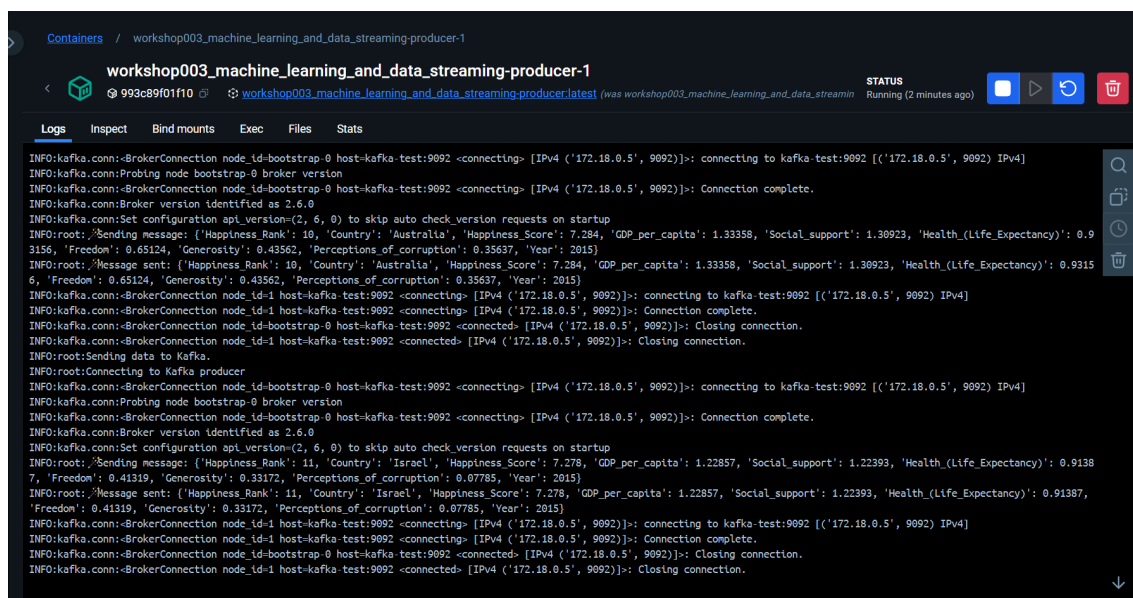 Containers / workshop003_machine_learning_and_data_streaming-producer-1
workshop003_machine_learning_and_data_streaming-producer-1
993c89f01f10 workshop003_machine_learning_and_data_streaming-producer:latest (was workshop003_machine_learning_and_data_streamin
STATUS
Running (2 minutes ago)
Logs Inspect Bind mounts Exec Files Stats
INFO:kafka.conn:<BrokerConnection node_id=bootstrap-0 host=kafka-test:9092 <connecting> [IPv4 ('172.18.0.5', 9092)]>: connecting to kafka-test:9092 [('172.18.0.5', 9092) IPv4]
INFO:kafka.conn:Probing node bootstrap-0 broker version
INFO:kafka.conn:<BrokerConnection node_id=bootstrap-0 host=kafka-test:9092 <connecting> [IPv4 ('172.18.0.5', 9092)]>: Connection complete.
INFO:kafka.conn:Broker version identified as 2.6.0
INFO:kafka.conn:Set configuration api_version=(2, 6, 0) to skip auto check_version requests on startup
INFO:root:🪄Sending message: {'Happiness_Rank': 10, 'Country': 'Australia', 'Happiness_Score': 7.284, 'GDP_per_capita': 1.33358, 'Social_support': 1.30923, 'Health_(Life_Expectancy)': 0.9
3156, 'Freedom': 0.65124, 'Generosity': 0.43562, 'Perceptions_of_corruption': 0.35637, 'Year': 2015}
INFO:root:🪄Message sent: {'Happiness_Rank': 10, 'Country': 'Australia', 'Happiness_Score': 7.284, 'GDP_per_capita': 1.33358, 'Social_support': 1.30923, 'Health_(Life_Expectancy)': 0.9315
6, 'Freedom': 0.65124, 'Generosity': 0.43562, 'Perceptions_of_corruption': 0.35637, 'Year': 2015}
INFO:kafka.conn:<BrokerConnection node_id=1 host=kafka-test:9092 <connecting> [IPv4 ('172.18.0.5', 9092)]>: connecting to kafka-test:9092 [('172.18.0.5', 9092) IPv4]
INFO:kafka.conn:<BrokerConnection node_id=1 host=kafka-test:9092 <connecting> [IPv4 ('172.18.0.5', 9092)]>: Connection complete.
INFO:kafka.conn:<BrokerConnection node_id=bootstrap-0 host=kafka-test:9092 <connected> [IPv4 ('172.18.0.5', 9092)]>: Closing connection.
INFO:kafka.conn:<BrokerConnection node_id=1 host=kafka-test:9092 <connected> [IPv4 ('172.18.0.5', 9092)]>: Closing connection.
INFO:root:Sending data to Kafka.
INFO:root:Connecting to Kafka producer
INFO:kafka.conn:<BrokerConnection node_id=bootstrap-0 host=kafka-test:9092 <connecting> [IPv4 ('172.18.0.5', 9092)]>: connecting to kafka-test:9092 [('172.18.0.5', 9092) IPv4]
INFO:kafka.conn:Probing node bootstrap-0 broker version
INFO:kafka.conn:<BrokerConnection node_id=bootstrap-0 host=kafka-test:9092 <connecting> [IPv4 ('172.18.0.5', 9092)]>: Connection complete.
INFO:kafka.conn:Broker version identified as 2.6.0
INFO:kafka.conn:Set configuration api_version=(2, 6, 0) to skip auto check_version requests on startup
INFO:root:🪄Sending message: {'Happiness_Rank': 11, 'Country': 'Israel', 'Happiness_Score': 7.278, 'GDP_per_capita': 1.22857, 'Social_support': 1.22393, 'Health_(Life_Expectancy)': 0.9138
7, 'Freedom': 0.41319, 'Generosity': 0.33172, 'Perceptions_of_corruption': 0.07785, 'Year': 2015}
INFO:root:🪄Message sent: {'Happiness_Rank': 11, 'Country': 'Israel', 'Happiness_Score': 7.278, 'GDP_per_capita': 1.22857, 'Social_support': 1.22393, 'Health_(Life_Expectancy)': 0.91387,
'Freedom': 0.41319, 'Generosity': 0.33172, 'Perceptions_of_corruption': 0.07785, 'Year': 2015}
INFO:kafka.conn:<BrokerConnection node_id=1 host=kafka-test:9092 <connecting> [IPv4 ('172.18.0.5', 9092)]>: connecting to kafka-test:9092 [('172.18.0.5', 9092) IPv4]
INFO:kafka.conn:<BrokerConnection node_id=1 host=kafka-test:9092 <connecting> [IPv4 ('172.18.0.5', 9092)]>: Connection complete.
INFO:kafka.conn:<BrokerConnection node_id=bootstrap-0 host=kafka-test:9092 <connected> [IPv4 ('172.18.0.5', 9092)]>: Closing connection.
INFO:kafka.conn:<BrokerConnection node_id=1 host=kafka-test:9092 <connected> [IPv4 ('172.18.0.5', 9092)]>: Closing connection.